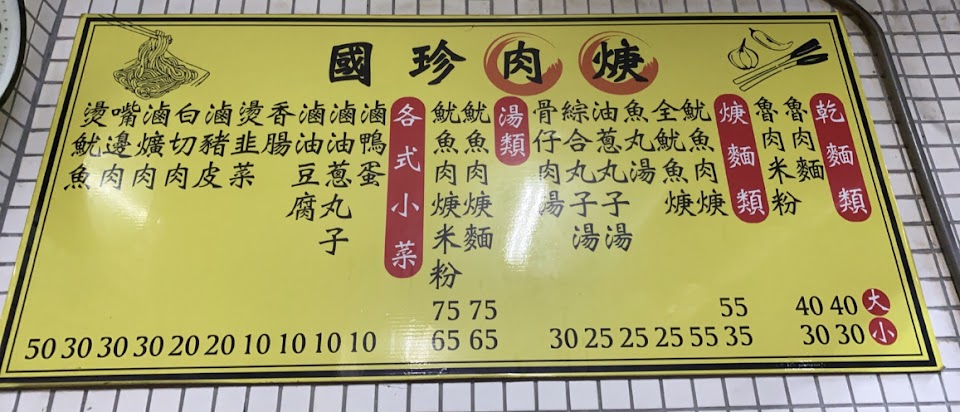 國珍肉焿
乾麵類
魯肉麵
魯肉米粉
焿麵類
魷魚肉焿
全魷魚焿
魚丸湯
油蔥丸子湯
綜合丸子湯
骨仔肉湯
湯類
魷魚肉焿麵
魷魚肉焿米粉
各式小菜
滷鴨蛋
滷油蔥丸子
滷油豆腐
香腸
燙韭菜
滷豬皮
白切肉
滷爌肉
嘴邊肉
燙魷魚
75 75 55 40 40 大
50 30 30 30 20 20 10 10 10 10 65 65 30 25 25 25 55 35 30 30 小